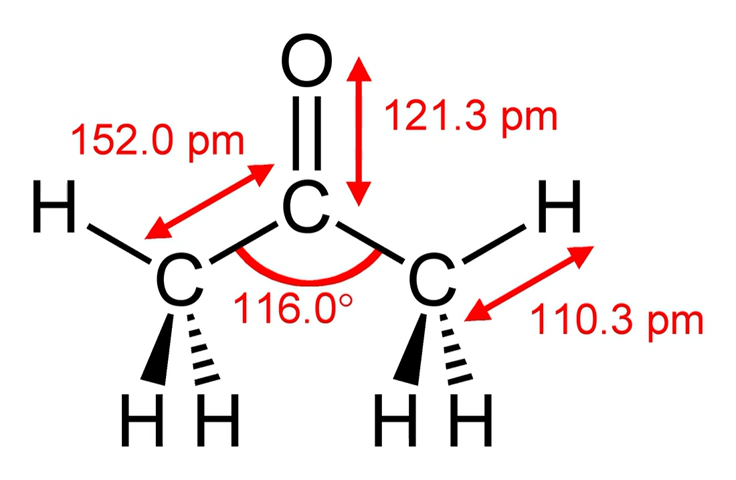 O
121.3 pm
152.0 pm
H C H
C C
116.0°
110.3 pm
H H H H